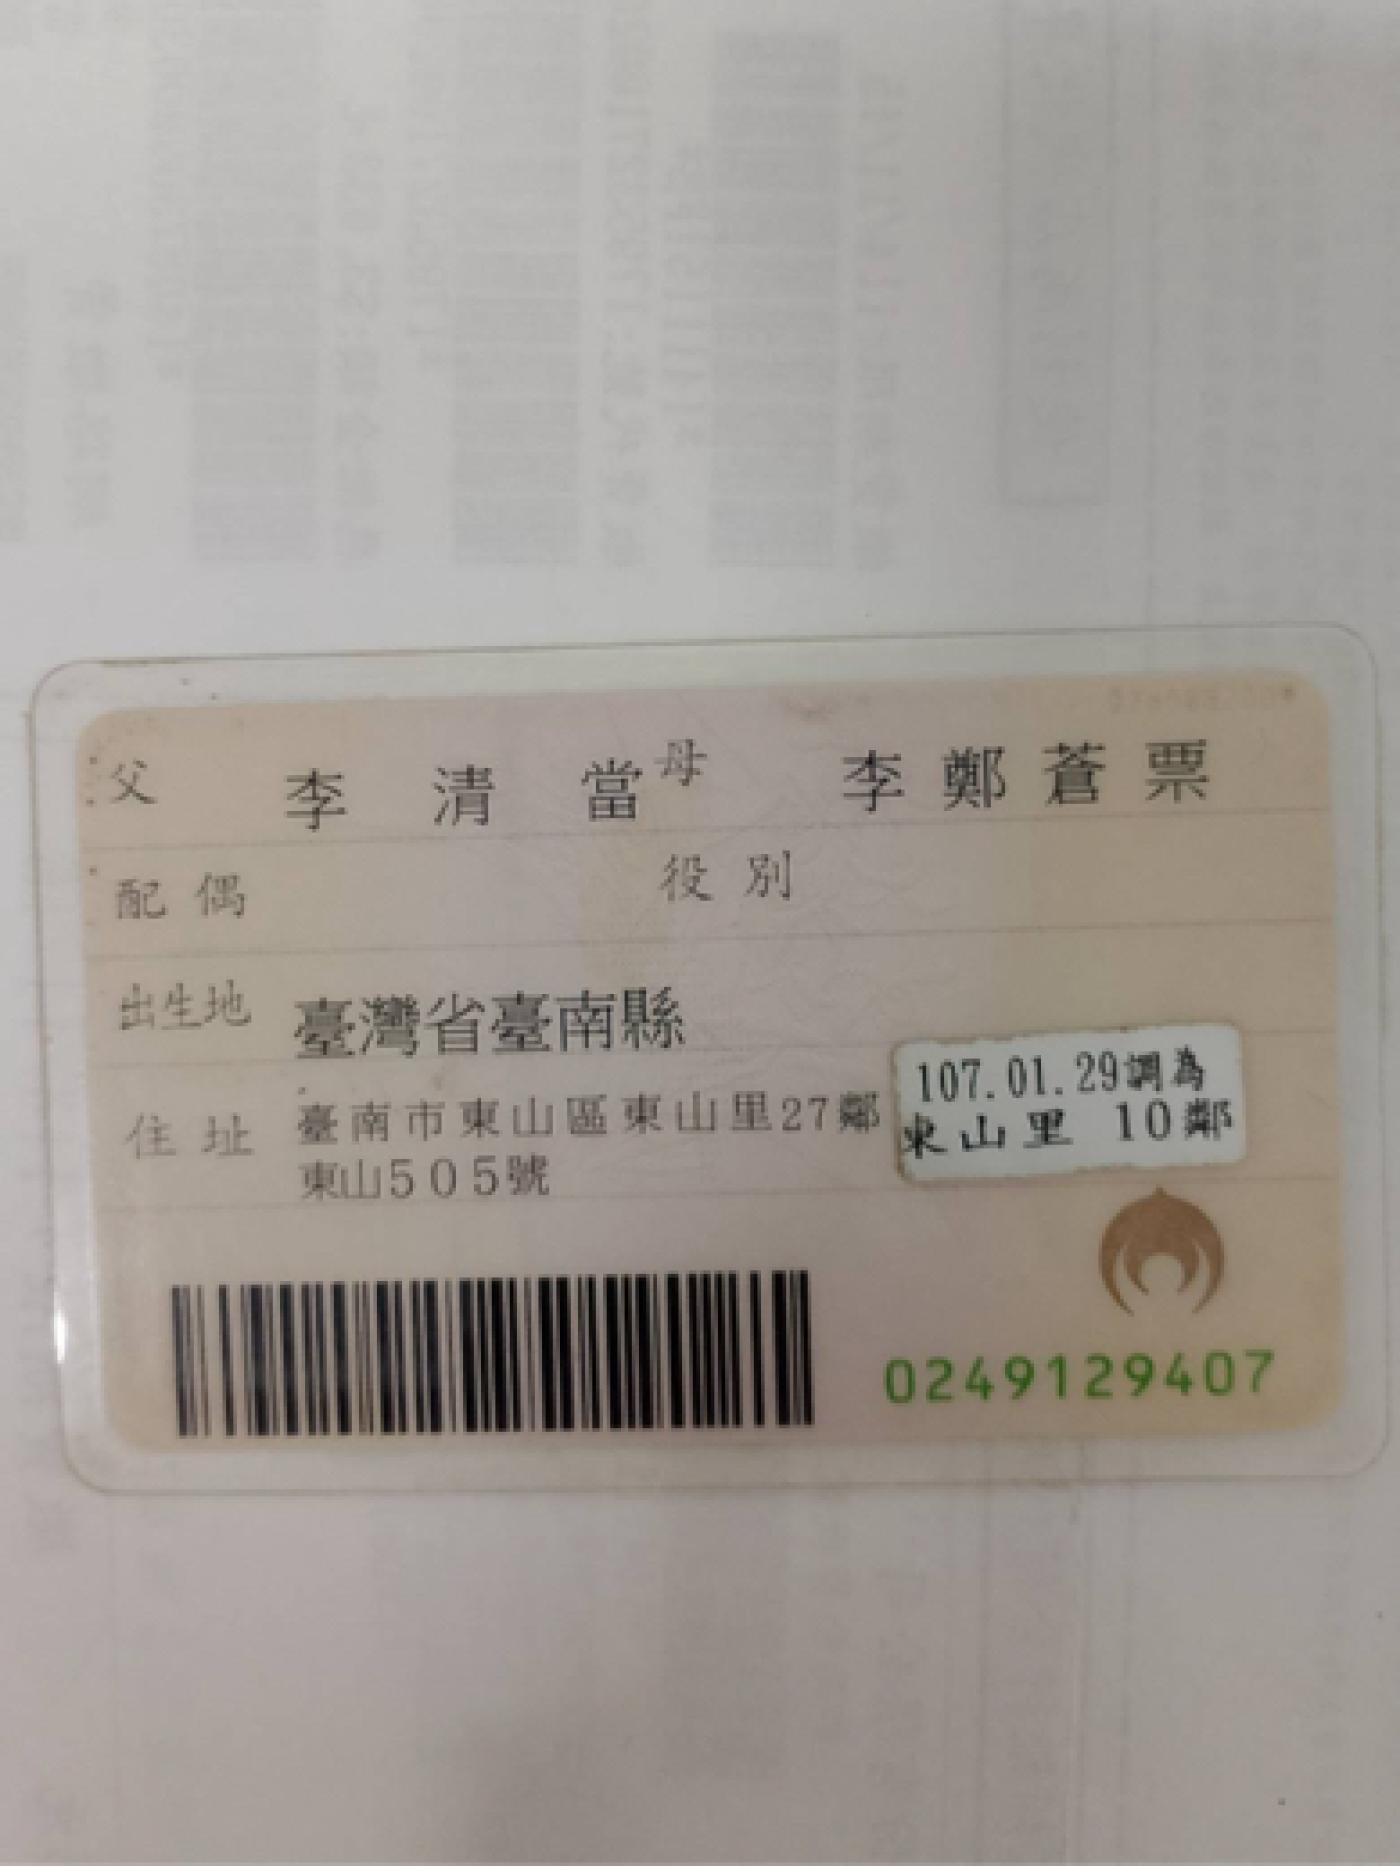 父 李清當 母 李鄭蒼票
配偶 役別
出生地 臺灣省臺南縣
107.01.29調為
東山里 10鄰
住址 臺南市東山區東山里27鄰
東山505號
0249129407